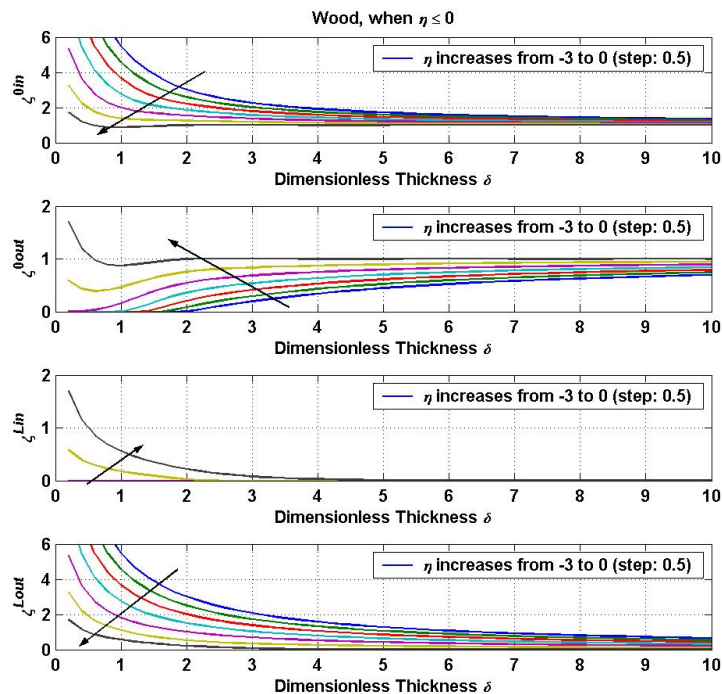 Wood, when η ≤ 0
6
4
2
0
ζ^0in
η increases from -3 to 0 (step: 0.5)
0 1 2 3 4 5 6 7 8 9 10
Dimensionless Thickness δ
2
1
0
ζ^0out
η increases from -3 to 0 (step: 0.5)
0 1 2 3 4 5 6 7 8 9 10
Dimensionless Thickness δ
2
1
0
ζ^Lin
η increases from -3 to 0 (step: 0.5)
0 1 2 3 4 5 6 7 8 9 10
Dimensionless Thickness δ
6
4
2
0
ζ^Lout
η increases from -3 to 0 (step: 0.5)
0 1 2 3 4 5 6 7 8 9 10
Dimensionless Thickness δ